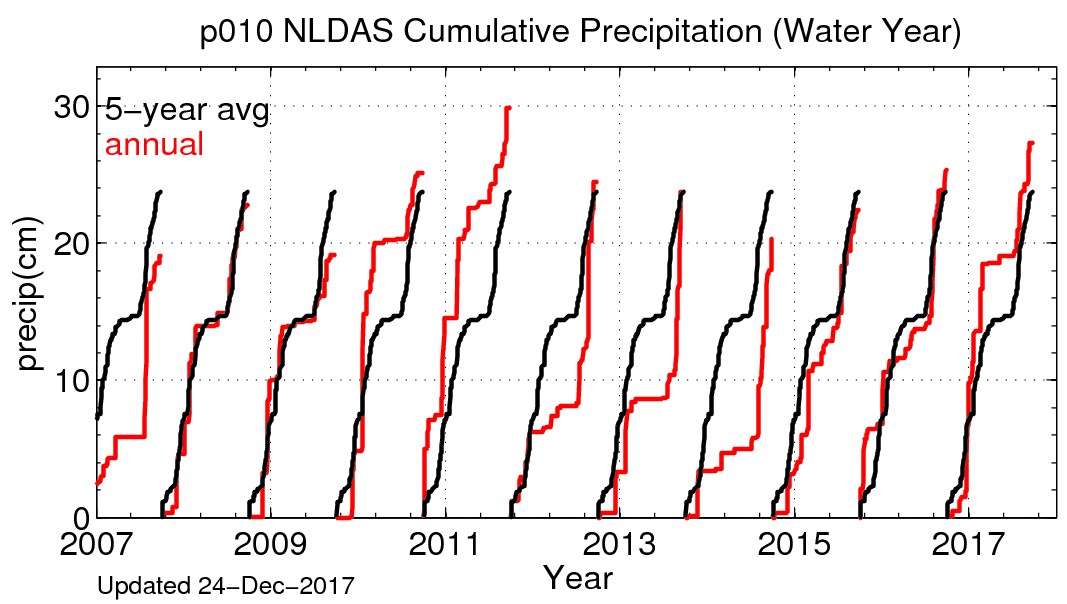 p010 NLDAS Cumulative Precipitation (Water Year)
30
5−year avg
annual
20
precip(cm)
10
0
2007 2009 2011 2013 2015 2017
Year
Updated 24−Dec−2017